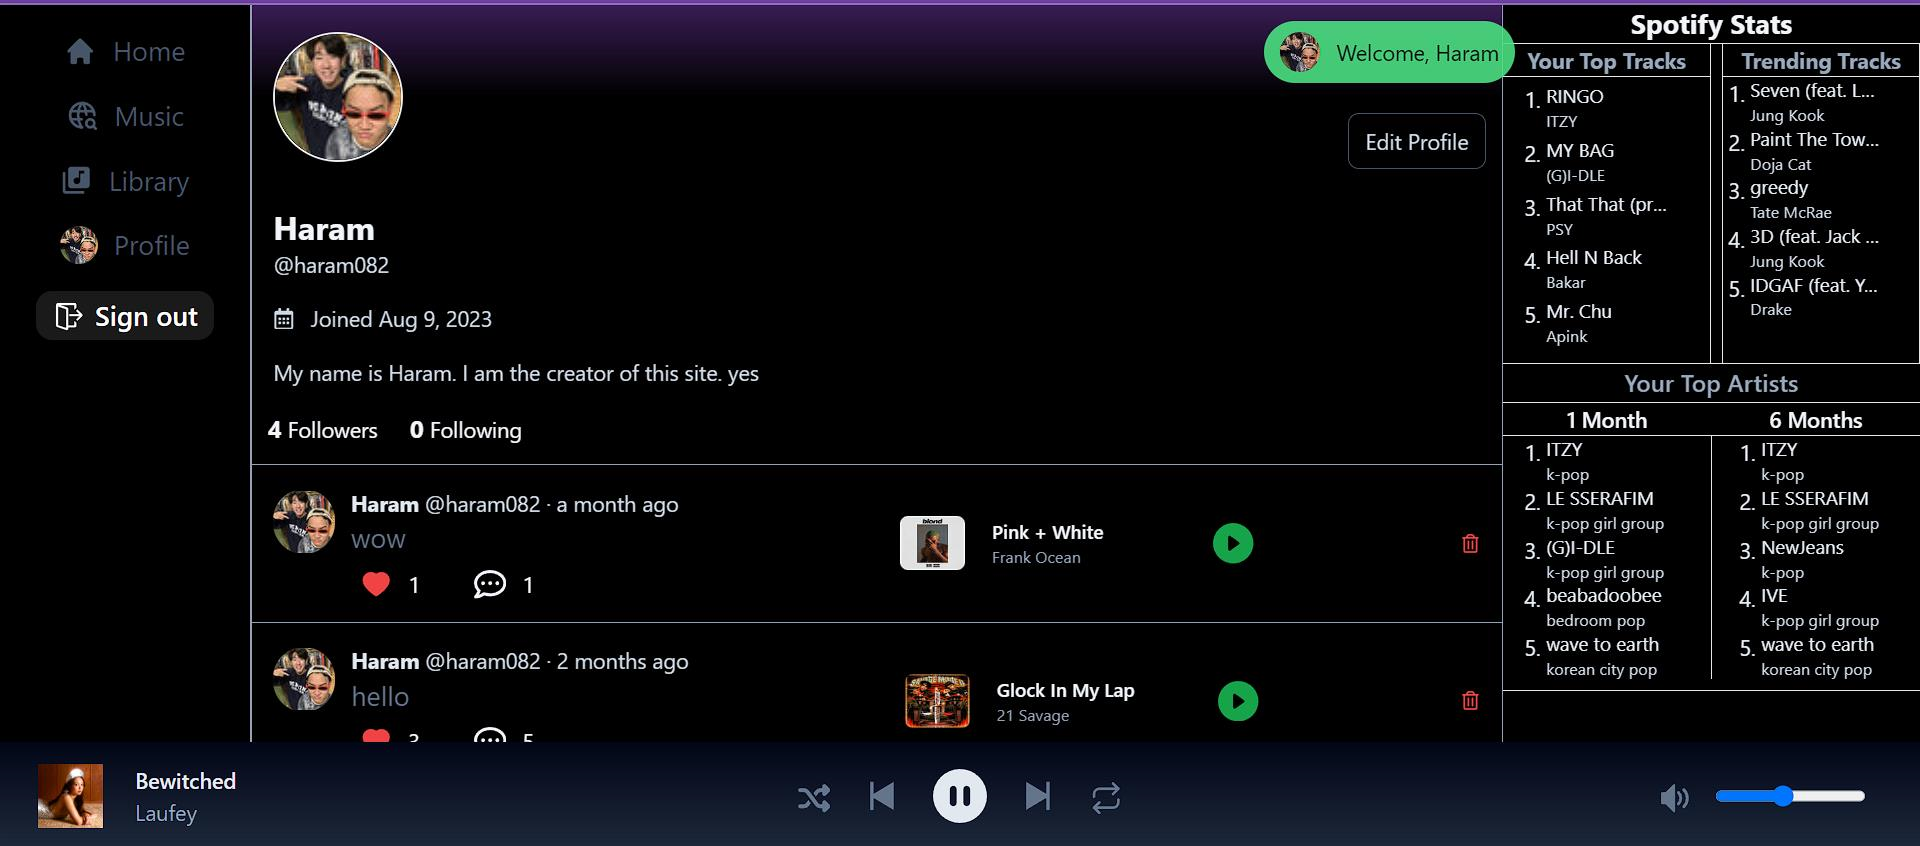 Home
Music
Library
Profile
Sign out
Welcome, Haram
Edit Profile
Haram
@haram082
Joined Aug 9, 2023
My name is Haram. I am the creator of this site. yes
4 Followers 0 Following
Haram @haram082 · a month ago
wow
1 1
blond
Pink + White
Frank Ocean
Haram @haram082 · 2 months ago
hello
3 5
Glock In My Lap
21 Savage
Spotify Stats
Your Top Tracks
1. RINGO
ITZY
2. MY BAG
(G)I-DLE
3. That That (pr...
PSY
4. Hell N Back
Bakar
5. Mr. Chu
Apink
Trending Tracks
1. Seven (feat. L...
Jung Kook
2. Paint The Tow...
Doja Cat
3. greedy
Tate McRae
4. 3D (feat. Jack ...
Jung Kook
5. IDGAF (feat. Y...
Drake
Your Top Artists
1 Month
1. ITZY
k-pop
2. LE SSERAFIM
k-pop girl group
3. (G)I-DLE
k-pop girl group
4. beabadoobee
bedroom pop
5. wave to earth
korean city pop
6 Months
1. ITZY
k-pop
2. LE SSERAFIM
k-pop girl group
3. NewJeans
k-pop
4. IVE
k-pop girl group
5. wave to earth
korean city pop
Bewitched
Laufey